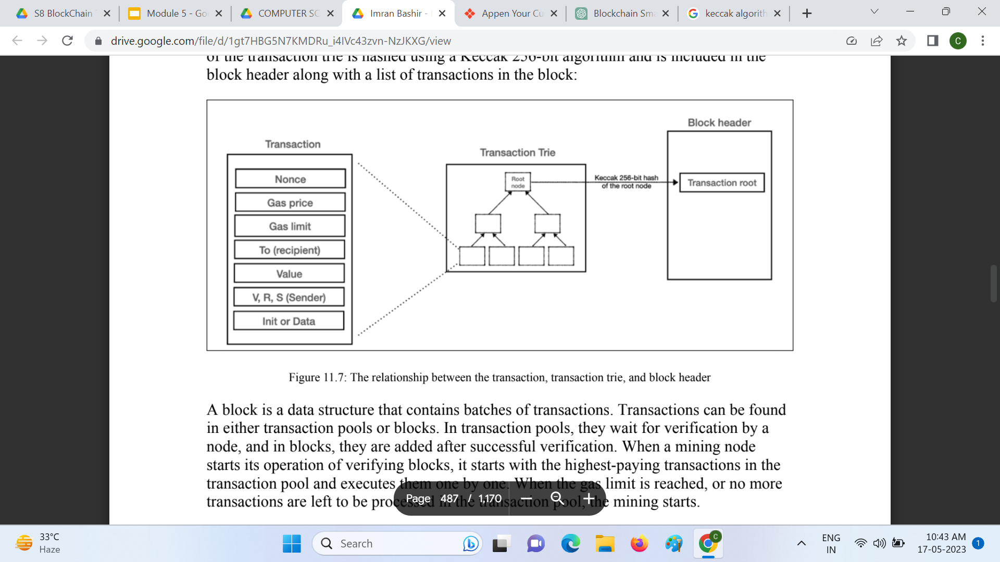 S8 BlockChain
Module 5 - Go
COMPUTER SC
Imran Bashir -
Appen Your Cu
Blockchain Sma
keccak algorith
drive.google.com/file/d/1gt7HBG5N7KMDRu_i4IVc43zvn-NzJKXG/view
C
of the transaction trie is hashed using a Keccak 256-bit algorithm and is included in the
block header along with a list of transactions in the block:
Transaction
Nonce
Gas price
Gas limit
To (recipient)
Value
V, R, S (Sender)
Init or Data
Transaction Trie
Root
node
Keccak 256-bit hash
of the root node
Block header
Transaction root
Figure 11.7: The relationship between the transaction, transaction trie, and block header
A block is a data structure that contains batches of transactions. Transactions can be found
in either transaction pools or blocks. In transaction pools, they wait for verification by a
node, and in blocks, they are added after successful verification. When a mining node
starts its operation of verifying blocks, it starts with the highest-paying transactions in the
transaction pool and executes them one by one. When the gas limit is reached, or no more
transactions are left to be processed in the transaction pool, the mining starts.
Page 487 / 1,170
33°C
Haze
Search
C
ENG
IN
10:43 AM
17-05-2023
1